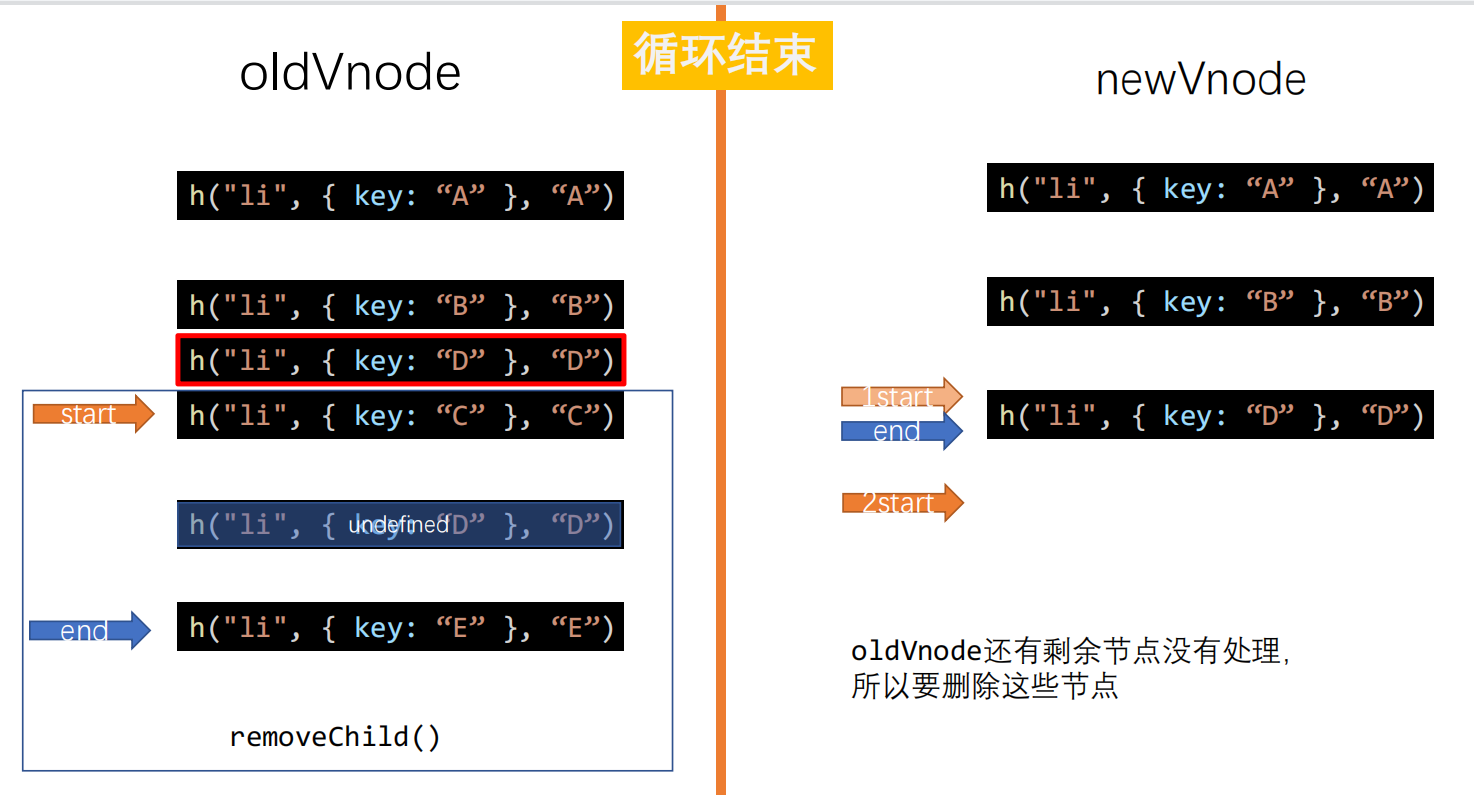 循环结束
oldVnode
h("li", { key: “A” }, “A”)
h("li", { key: “B” }, “B”)
h("li", { key: “D” }, “D”)
start
h("li", { key: “C” }, “C”)
h("li", { key: “D” }, “D”)
undefined
end
h("li", { key: “E” }, “E”)
removeChild()
newVnode
h("li", { key: “A” }, “A”)
h("li", { key: “B” }, “B”)
1start
end
h("li", { key: “D” }, “D”)
2start
oldVnode还有剩余节点没有处理,
所以要删除这些节点